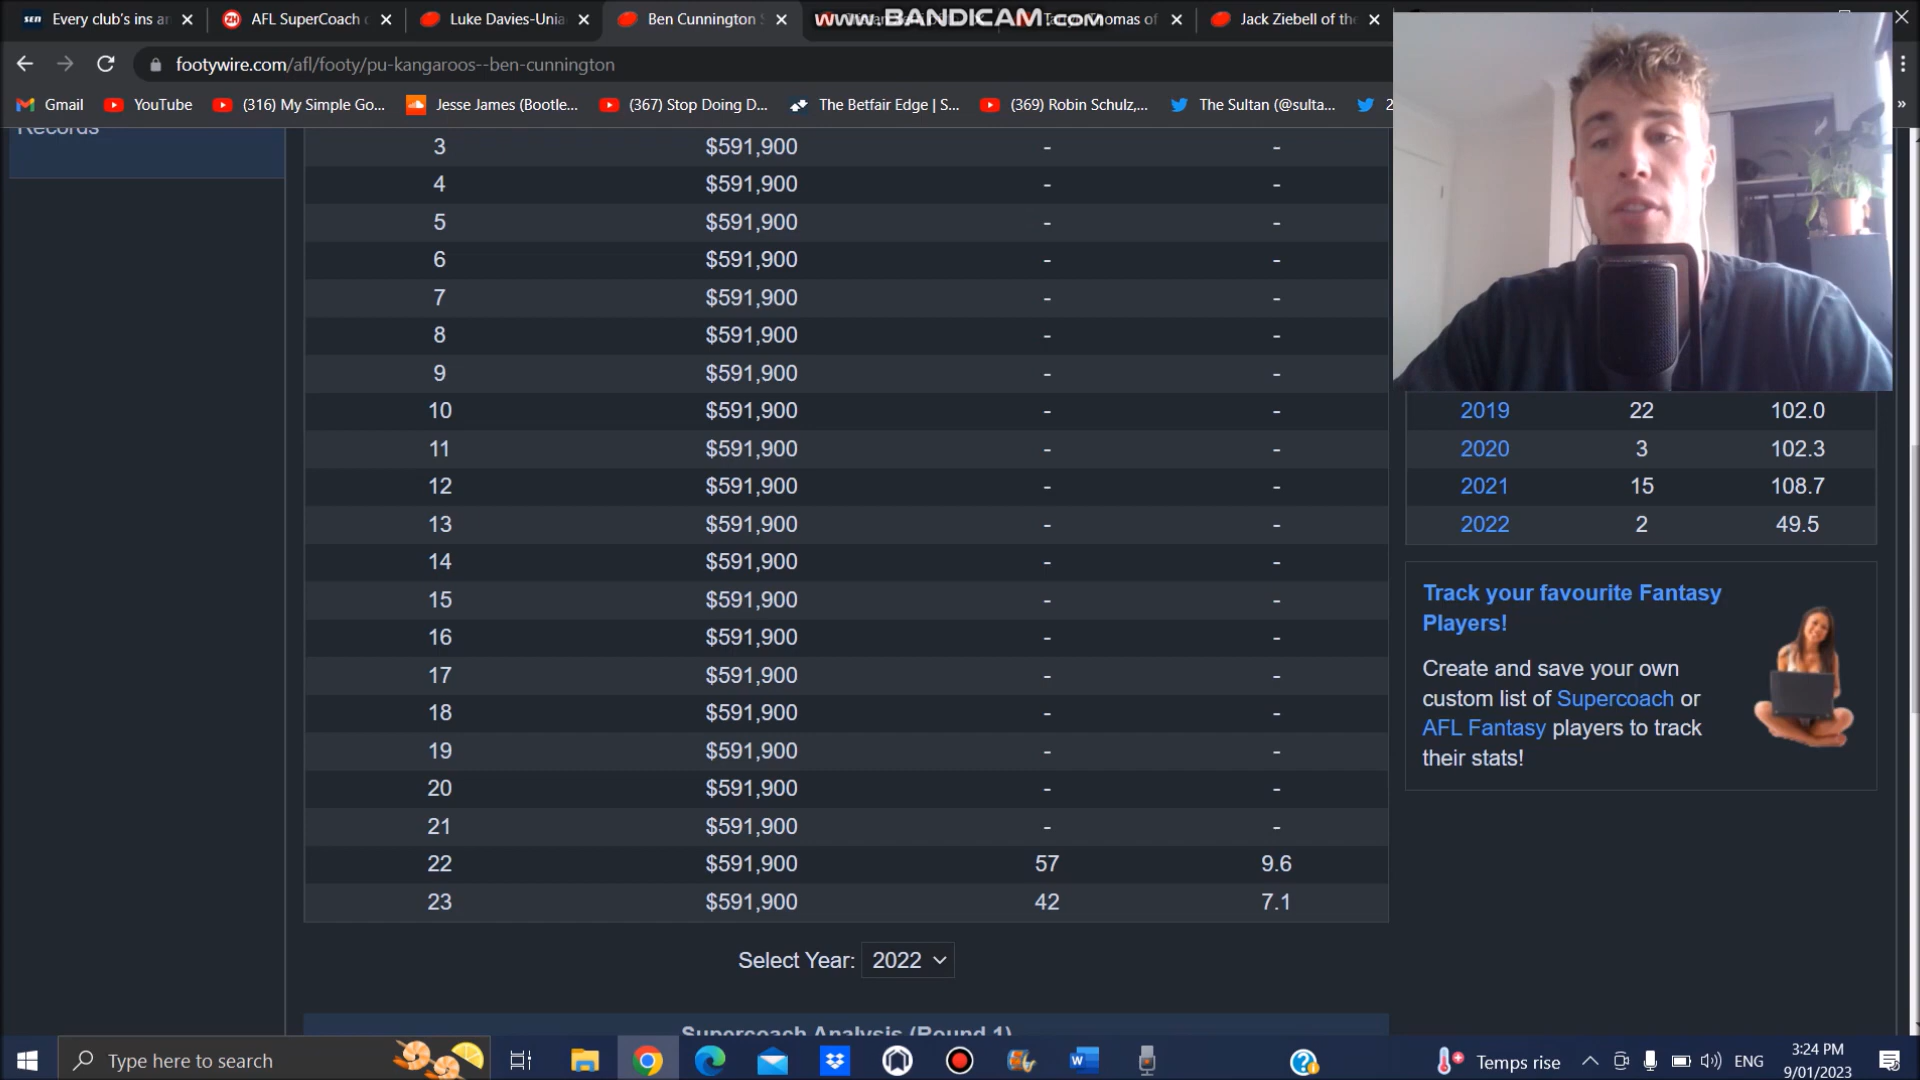 Every club's ins a
AFL SuperCoach
Luke Davies-Unia
Ben Cunnington
www.BANDICAM.com
Thomas of
Jack Ziebell of the
footywire.com/afl/footy/pu-kangaroos--ben-cunnington
Gmail
YouTube
(316) My Simple Go...
Jesse James (Bootle...
(367) Stop Doing D...
The Betfair Edge | S...
(369) Robin Schulz,...
The Sultan (@sulta...
2
»
Records
3 $591,900 - -
4 $591,900 - -
5 $591,900 - -
6 $591,900 - -
7 $591,900 - -
8 $591,900 - -
9 $591,900 - -
10 $591,900 - -
11 $591,900 - -
12 $591,900 - -
13 $591,900 - -
14 $591,900 - -
15 $591,900 - -
16 $591,900 - -
17 $591,900 - -
18 $591,900 - -
19 $591,900 - -
20 $591,900 - -
21 $591,900 - -
22 $591,900 57 9.6
23 $591,900 42 7.1
Select Year: 2022
Supercoach Analysis (Round 1)
2019 22 102.0
2020 3 102.3
2021 15 108.7
2022 2 49.5
Track your favourite Fantasy
Players!
Create and save your own
custom list of Supercoach or
AFL Fantasy players to track
their stats!
Type here to search
Temps rise
ENG
3:24 PM
9/01/2023